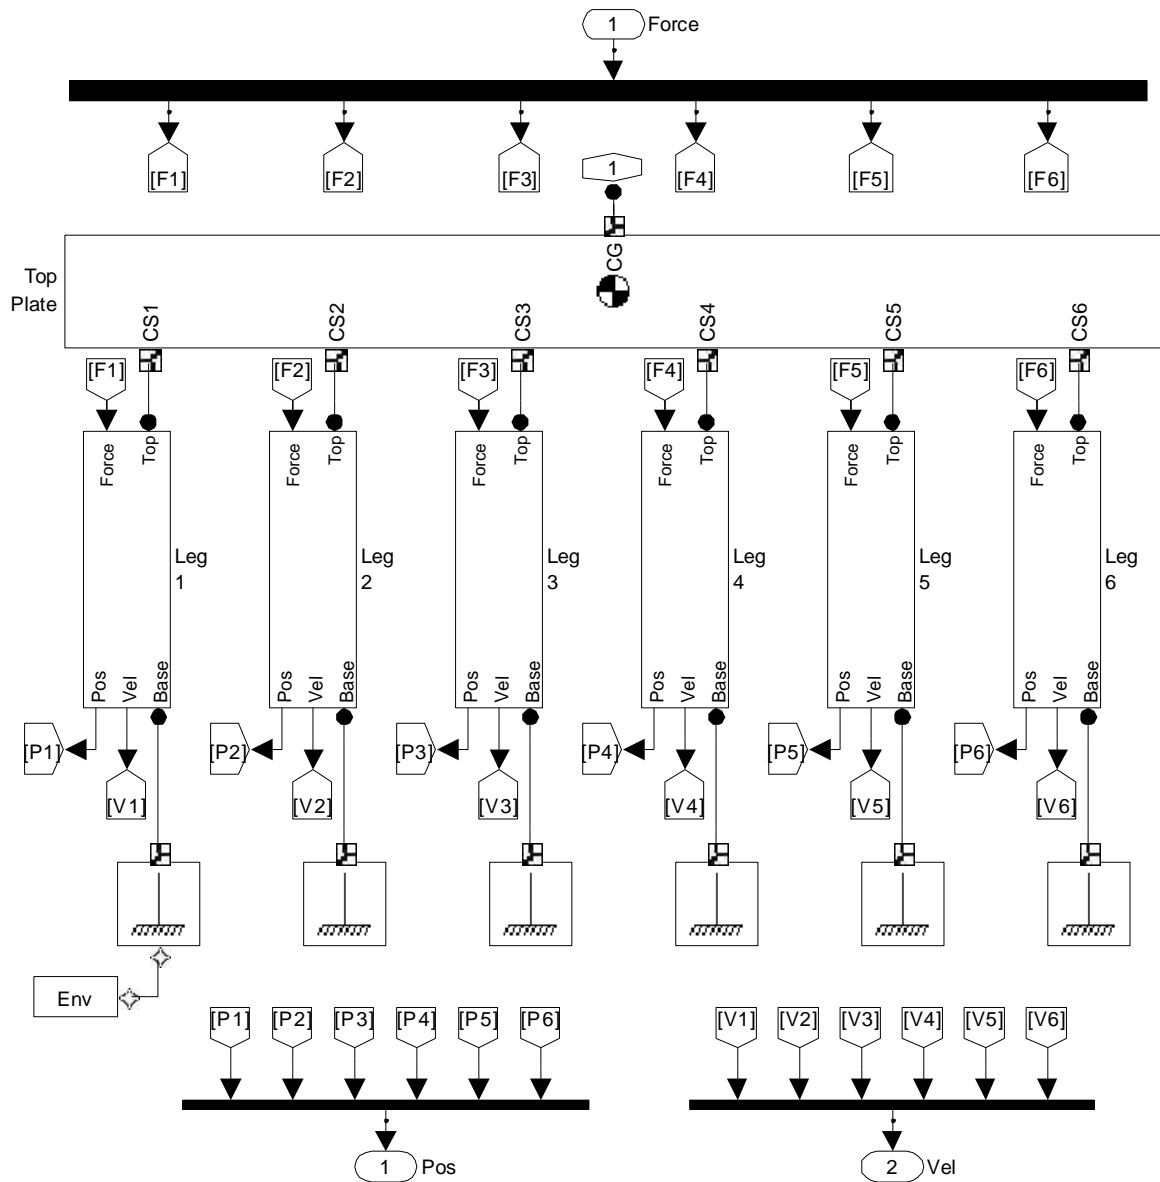 1 Force
[F1] [F2] [F3] [F4] [F5] [F6]
1
CG
Top
Plate
CS1 CS2 CS3 CS4 CS5 CS6
[F1] [F2] [F3] [F4] [F5] [F6]
Force Top Force Top Force Top Force Top Force Top Force Top
Leg Leg Leg Leg Leg Leg
1 2 3 4 5 6
Pos Vel Base Pos Vel Base Pos Vel Base Pos Vel Base Pos Vel Base Pos Vel Base
[P1] [P2] [P3] [P4] [P5] [P6]
[V1] [V2] [V3] [V4] [V5] [V6]
Env
[P1] [P2] [P3] [P4] [P5] [P6] [V1] [V2] [V3] [V4] [V5] [V6]
1 Pos 2 Vel